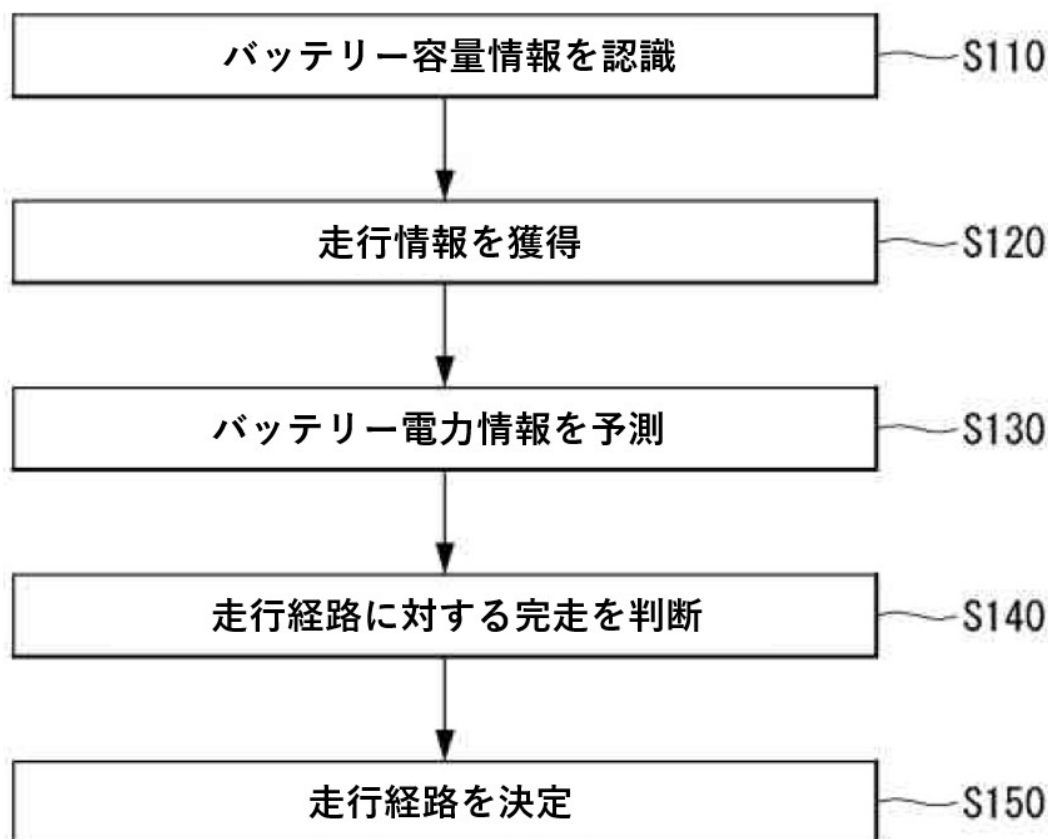 バッテリー容量情報を認識 S110
走行情報を獲得 S120
バッテリー電力情報を予測 S130
走行経路に対する完走を判断 S140
走行経路を決定 S150